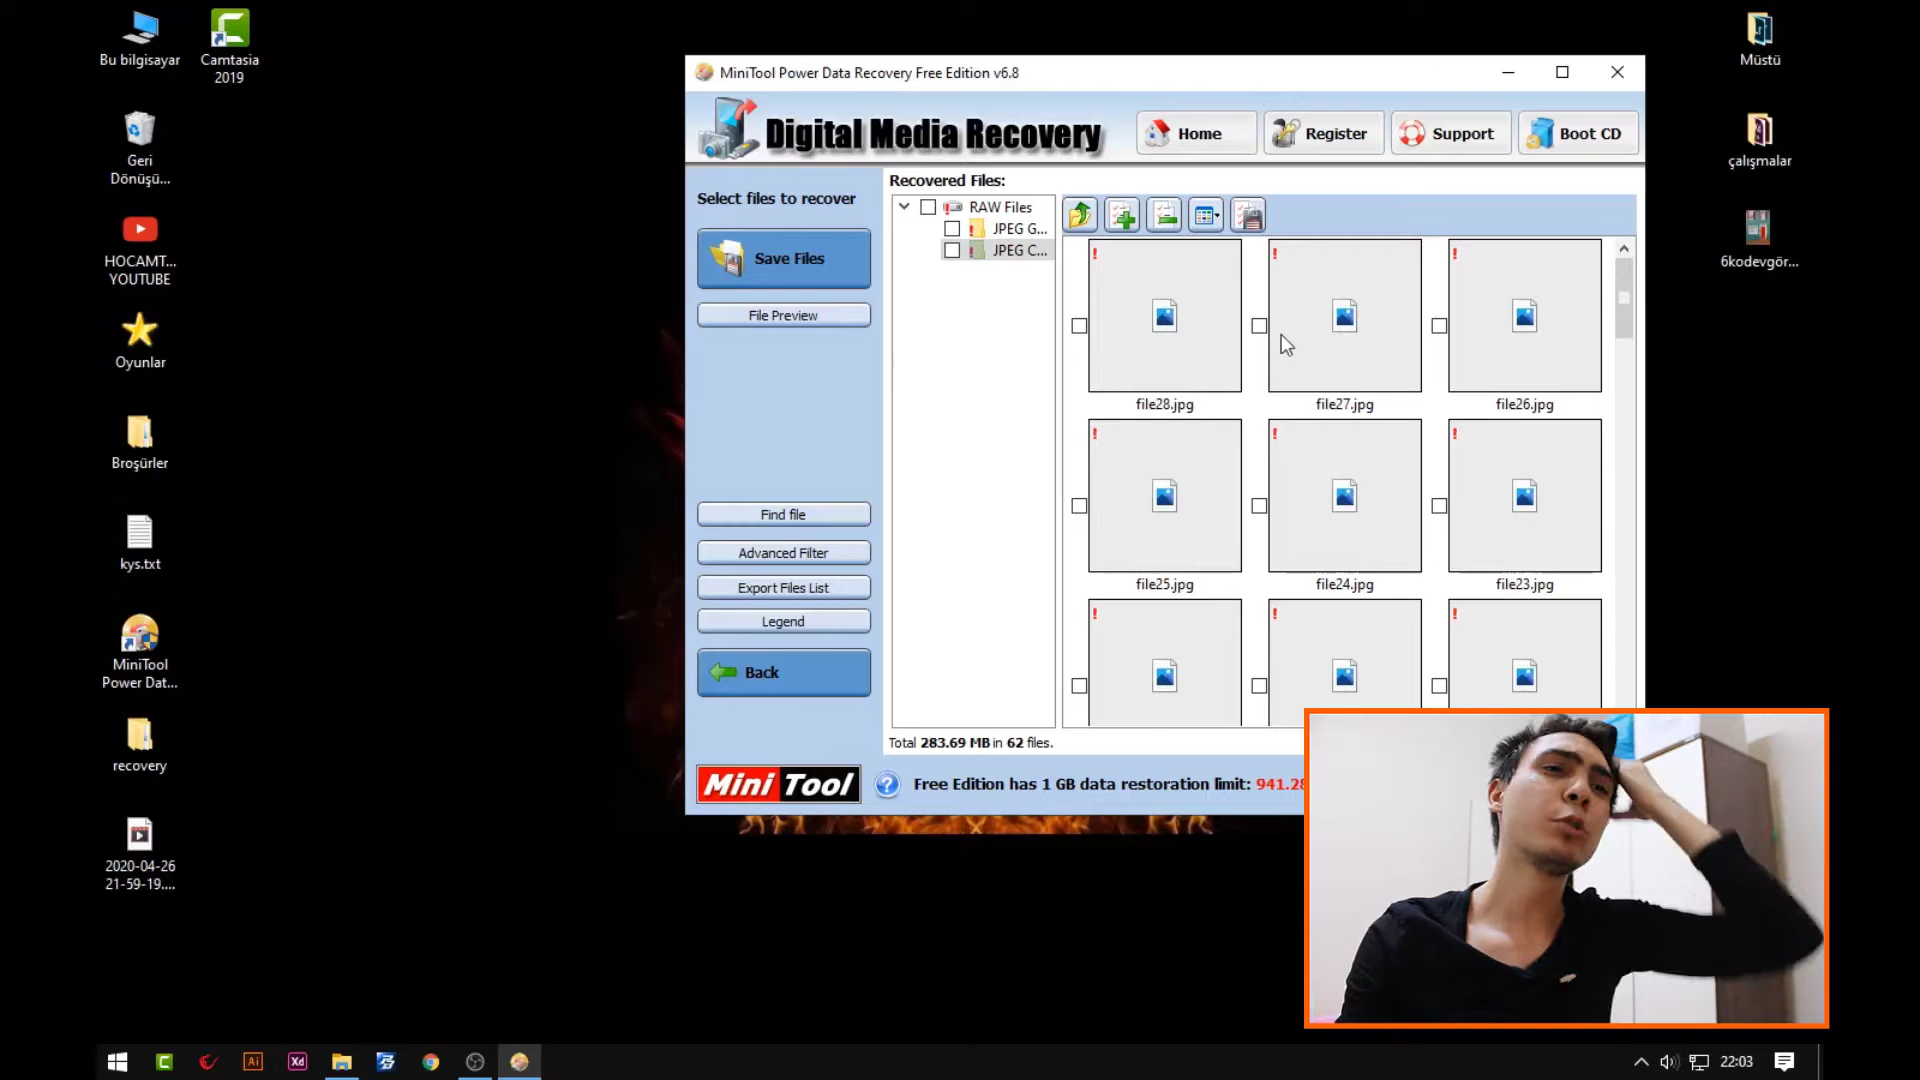 Bu bilgisayar
Camtasia
2019
Geri
Dönüşü...
HOCAMT...
YOUTUBE
Oyunlar
Broşürler
kys.txt
MiniTool
Power Dat...
recovery
2020-04-26
21-59-19....
MiniTool Power Data Recovery Free Edition v6.8
Digital Media Recovery
Home
Register
Support
Boot CD
Select files to recover
Save Files
File Preview
Find file
Advanced Filter
Export Files List
Legend
Back
Recovered Files:
RAW Files
JPEG G...
JPEG C...
file28.jpg
file27.jpg
file26.jpg
file25.jpg
file24.jpg
file23.jpg
Total 283.69 MB in 62 files.
Mini Tool
Free Edition has 1 GB data restoration limit: 941.28
Müstü
çalışmalar
6kodevgör...
Ai
Xd
22:03